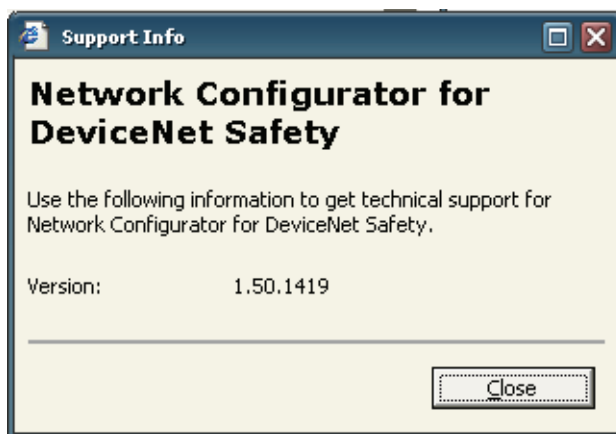 Support Info
Network Configurator for
DeviceNet Safety
Use the following information to get technical support for
Network Configurator for DeviceNet Safety.
Version: 1.50.1419
Close